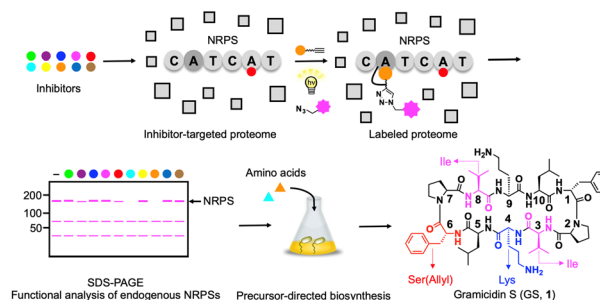 NRPS
C A T C A T
Inhibitors
Inhibitor-targeted proteome
hν
N₃
NRPS
C A T C A T
N
N=N
Labeled proteome
200
100
50
NRPS
SDS-PAGE
Functional analysis of endogenous NRPSs
Amino acids
Precursor-directed biosynthesis
Ile
H₂N
O
7
N
H
8
O
H
N
9
O
N
H
10
O
H
N
1
O
N
O
6
NH
O
5
H
N
O
4
N
H
O
3
H
N
O
2
N
NH₂
Ser(Allyl)
Lys
Ile
Gramicidin S (GS, 1)